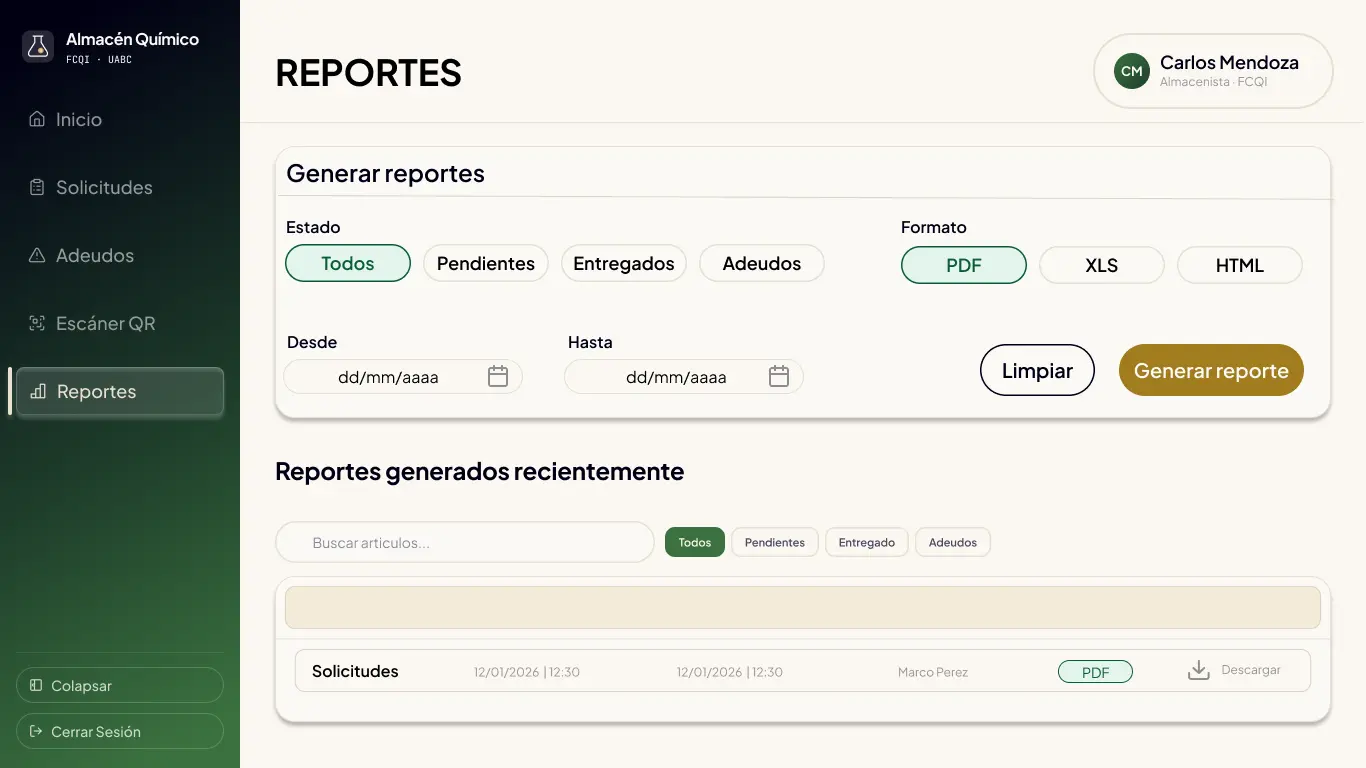 Almacén Químico
FCQI · UABC
Inicio
Solicitudes
Adeudos
Escáner QR
Reportes
Colapsar
Cerrar Sesión
REPORTES
CM
Carlos Mendoza
Almacenista · FCQI
Generar reportes
Estado
Todos
Pendientes
Entregados
Adeudos
Formato
PDF
XLS
HTML
Desde
dd/mm/aaaa
Hasta
dd/mm/aaaa
Limpiar
Generar reporte
Reportes generados recientemente
Buscar articulos...
Todos
Pendientes
Entregado
Adeudos
Solicitudes
12/01/2026 | 12:30
12/01/2026 | 12:30
Marco Perez
PDF
Descargar